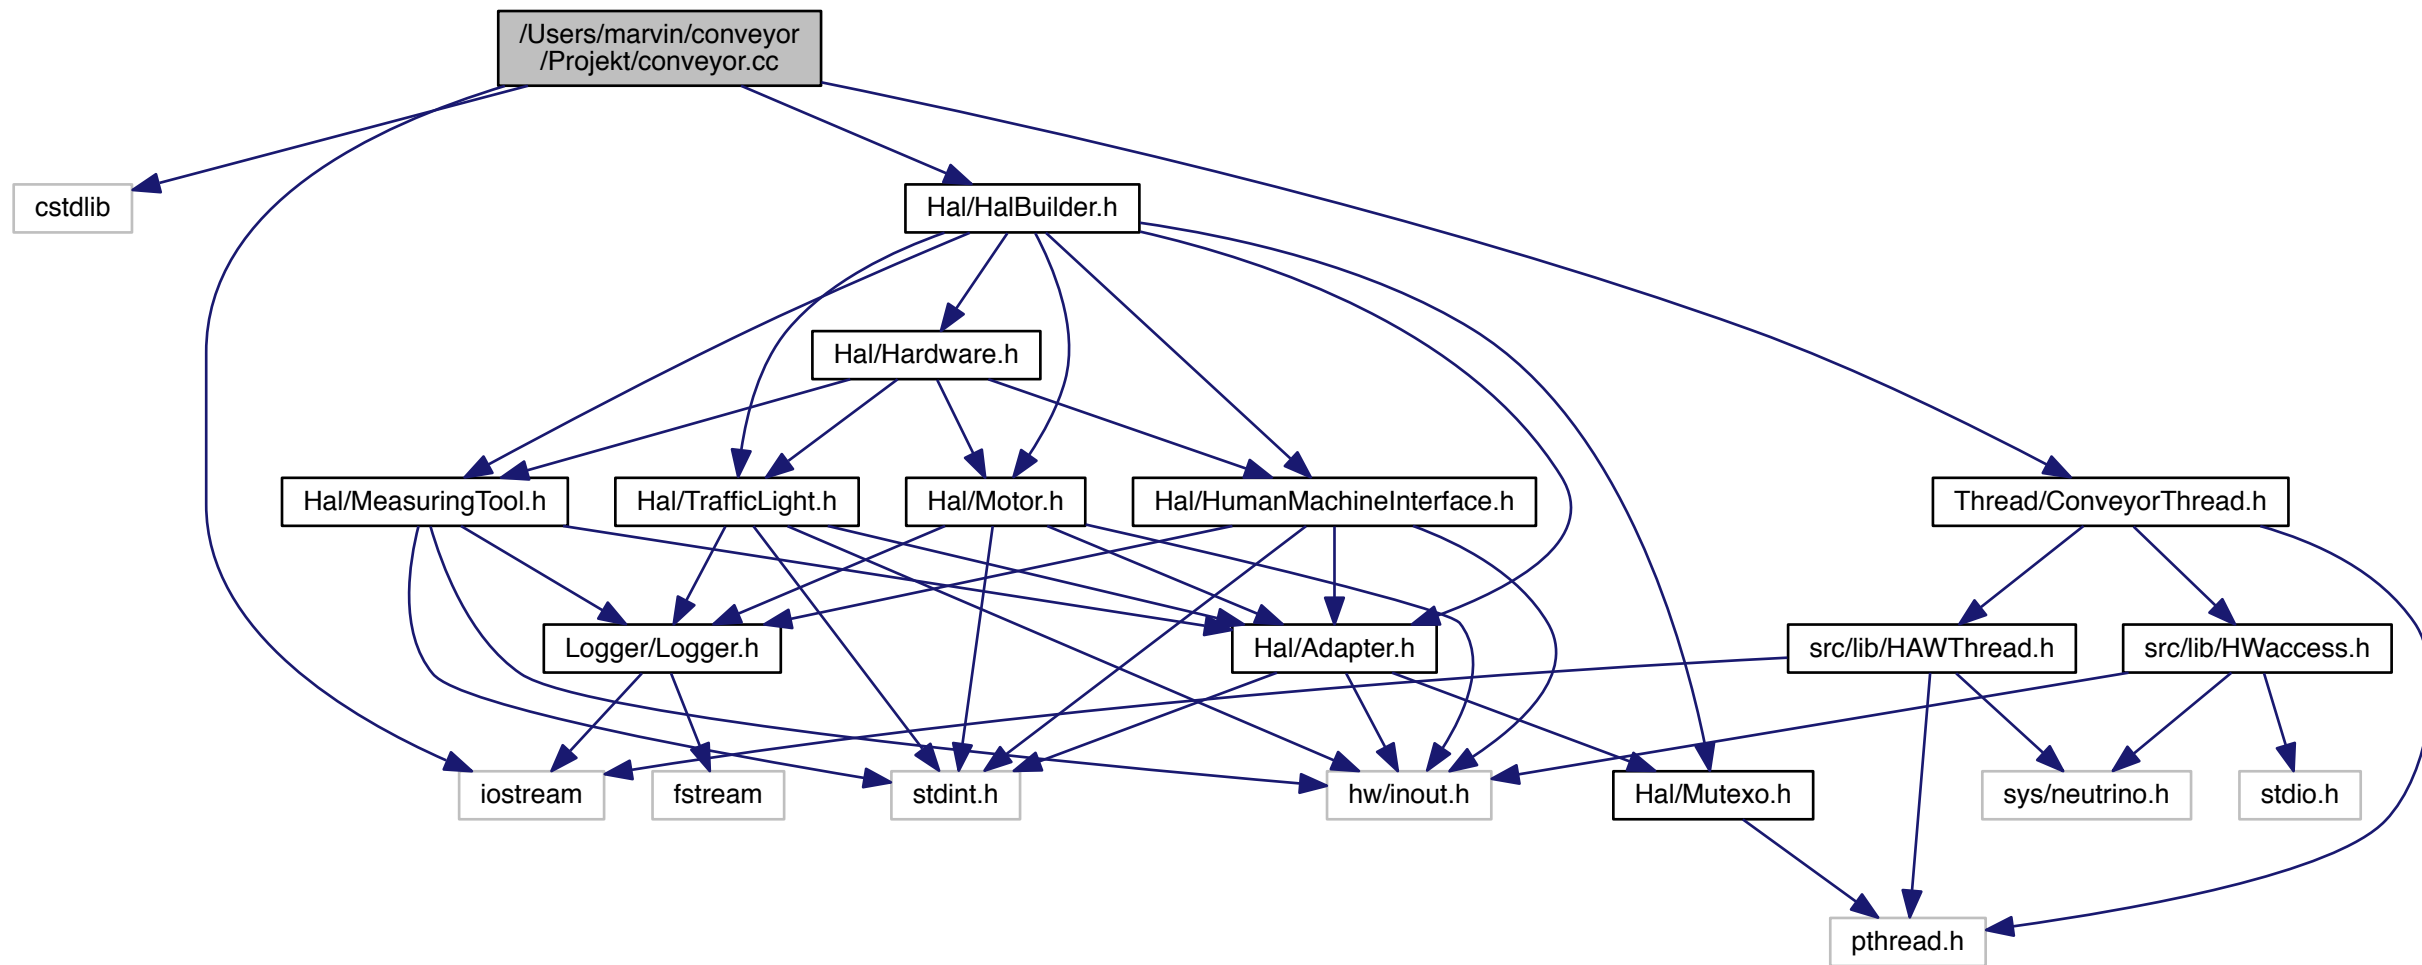 /Users/marvin/conveyor
/Projekt/conveyor.cc
cstdlib
Hal/HalBuilder.h
Hal/Hardware.h
Hal/MeasuringTool.h
Hal/TrafficLight.h
Hal/Motor.h
Hal/HumanMachineInterface.h
Thread/ConveyorThread.h
Logger/Logger.h
Hal/Adapter.h
src/lib/HAWThread.h
src/lib/HWaccess.h
iostream
fstream
stdint.h
hw/inout.h
Hal/Mutexo.h
sys/neutrino.h
stdio.h
pthread.h